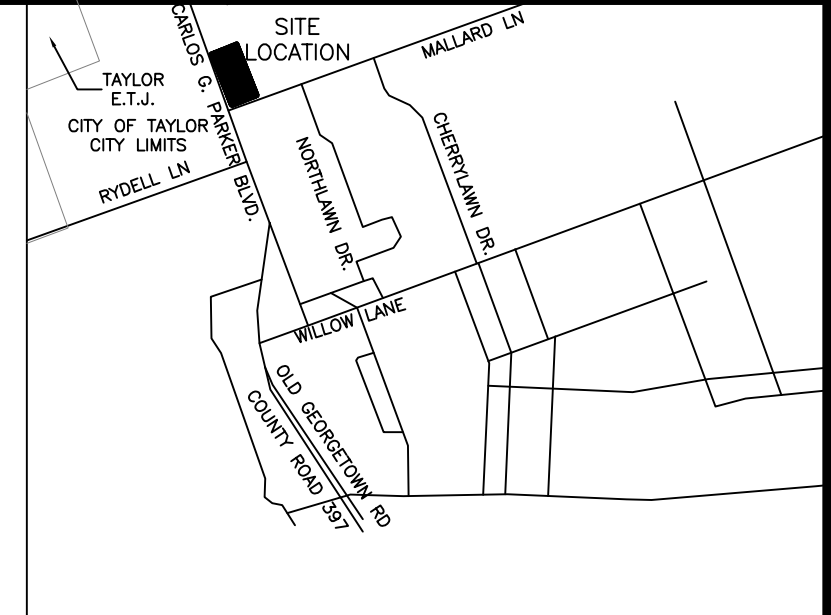 SITE
LOCATION
MALLARD LN
CARLOS G. PARKER BLVD.
TAYLOR
E.T.J.
CITY OF TAYLOR
CITY LIMITS
RYDELL LN
NORTHLAWN DR.
CHERRYLAWN DR.
WILLOW LANE
OLD GEORGETOWN RD
COUNTY ROAD 397